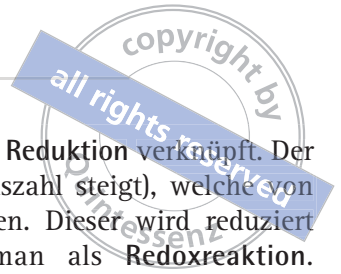 copyright by
all rights reserved
Quintessenz
Reduktion verknüpft. Der
szahl steigt), welche von
en. Dieser wird reduziert
man als Redoxreaktion.